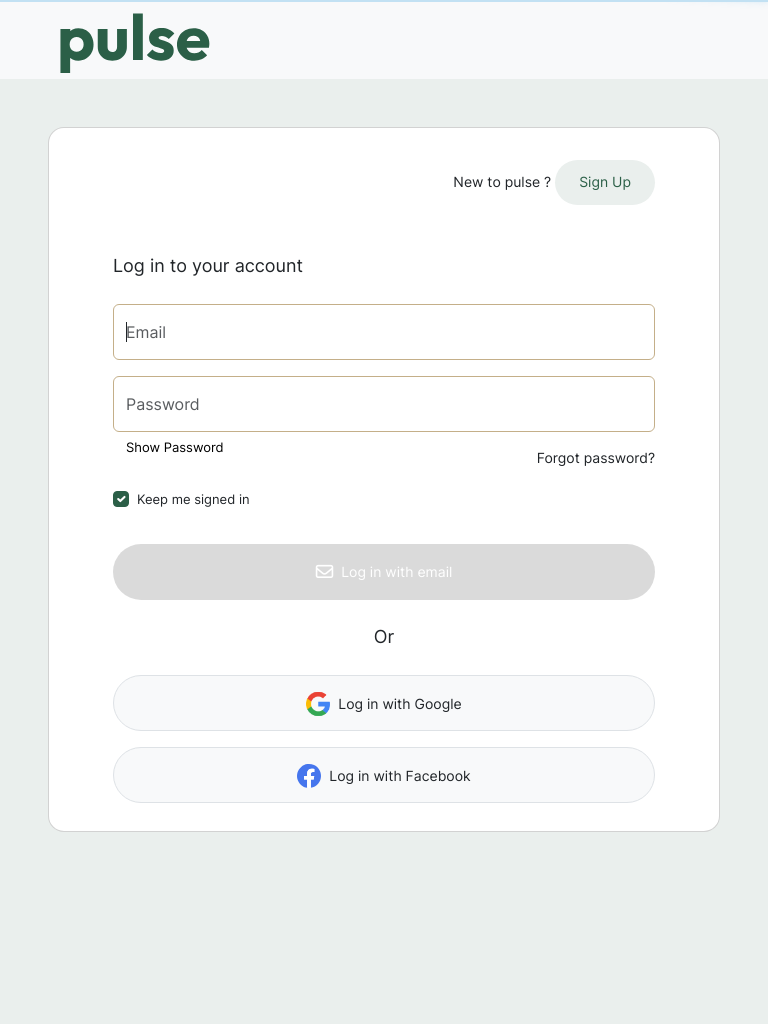 pulse
New to pulse ? Sign Up
Log in to your account
Email
Password
Show Password
Forgot password?
Keep me signed in
Log in with email
Or
Log in with Google
Log in with Facebook